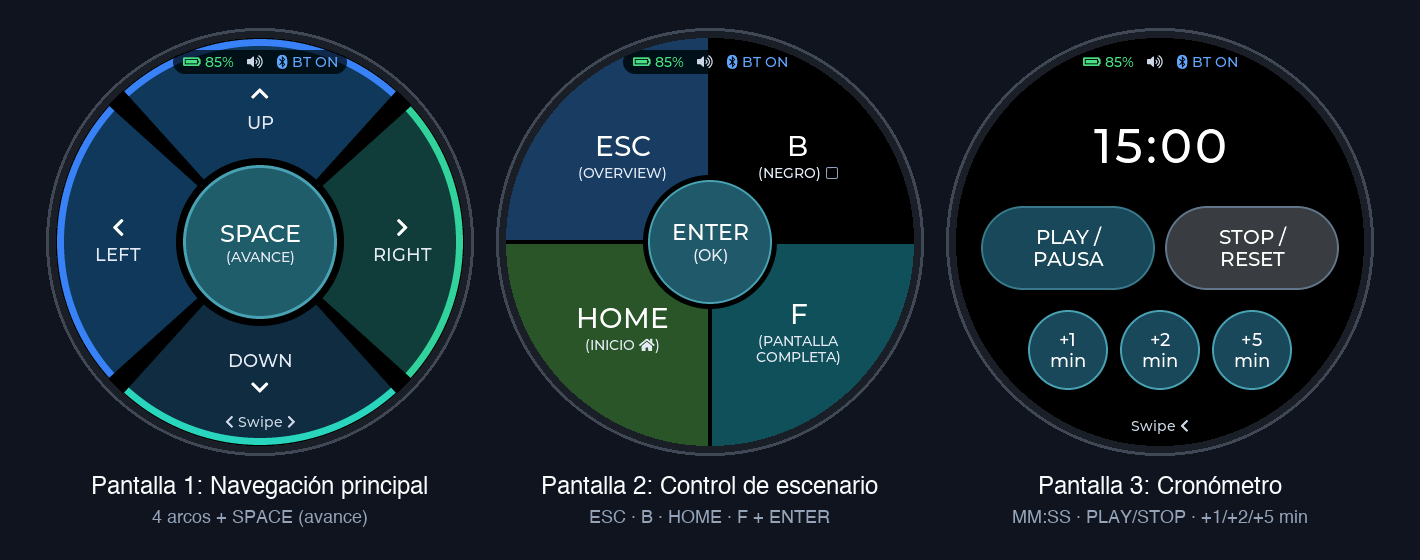 85% BT ON
UP
LEFT
SPACE
(AVANCE)
RIGHT
DOWN
Swipe
Pantalla 1: Navegación principal
4 arcos + SPACE (avance)
85% BT ON
ESC
(OVERVIEW)
B
(NEGRO)
ENTER
(OK)
HOME
(INICIO)
F
(PANTALLA
COMPLETA)
Pantalla 2: Control de escenario
ESC · B · HOME · F + ENTER
85% BT ON
15:00
PLAY /
PAUSA
STOP /
RESET
+1
min
+2
min
+5
min
Swipe
Pantalla 3: Cronómetro
MM:SS · PLAY/STOP · +1/+2/+5 min